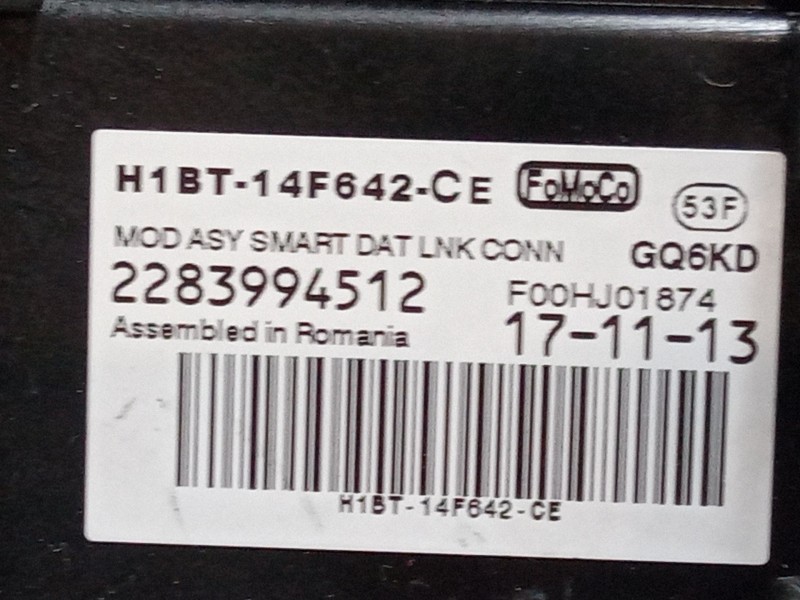 H1BT-14F642-CE FoMoCo 53F
MOD ASY SMART DAT LNK CONN GQ6KD
2283994512 F00HJ01874
Assembled in Romania 17-11-13
H1BT-14F642-CE